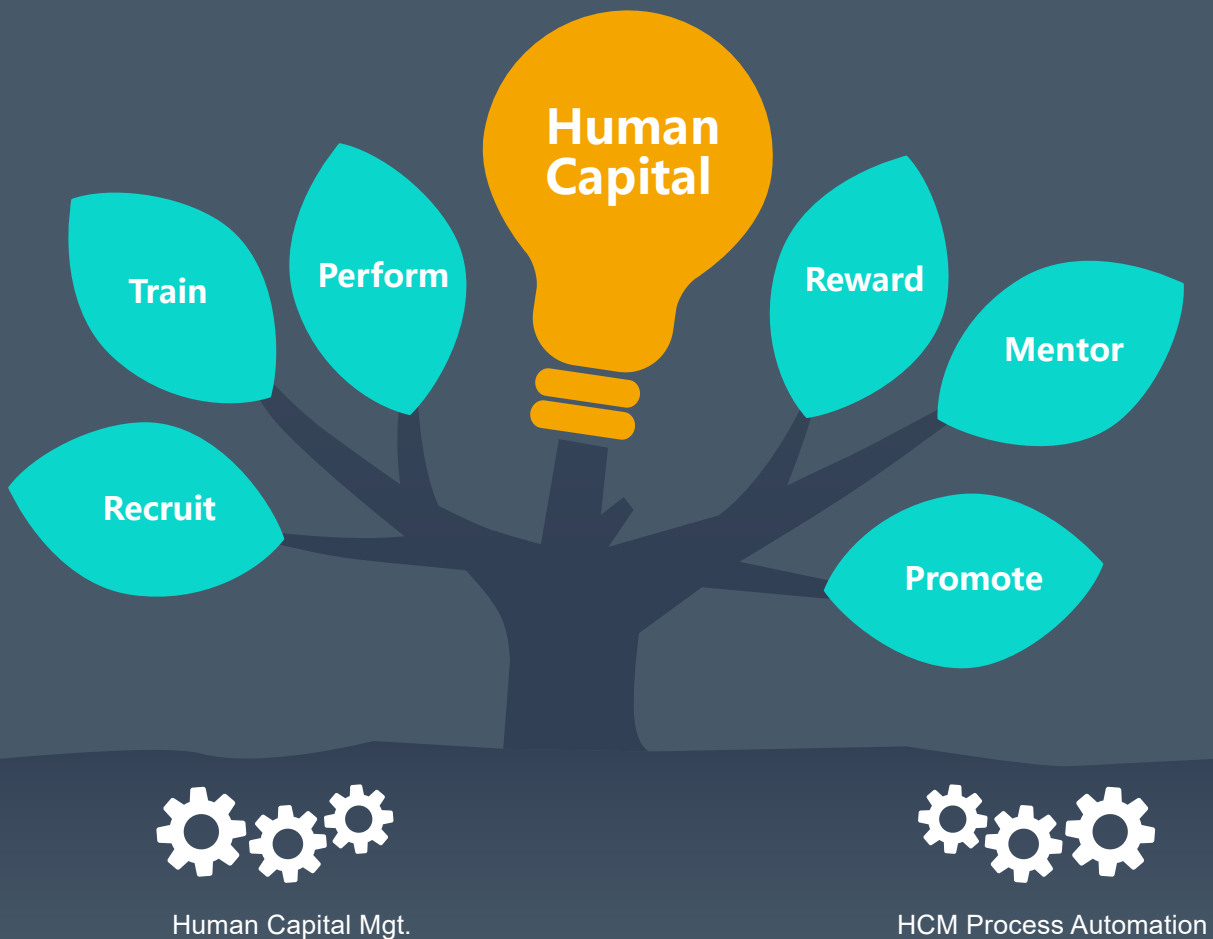 Human
Capital
Train
Perform
Reward
Mentor
Recruit
Promote
Human Capital Mgt.
HCM Process Automation